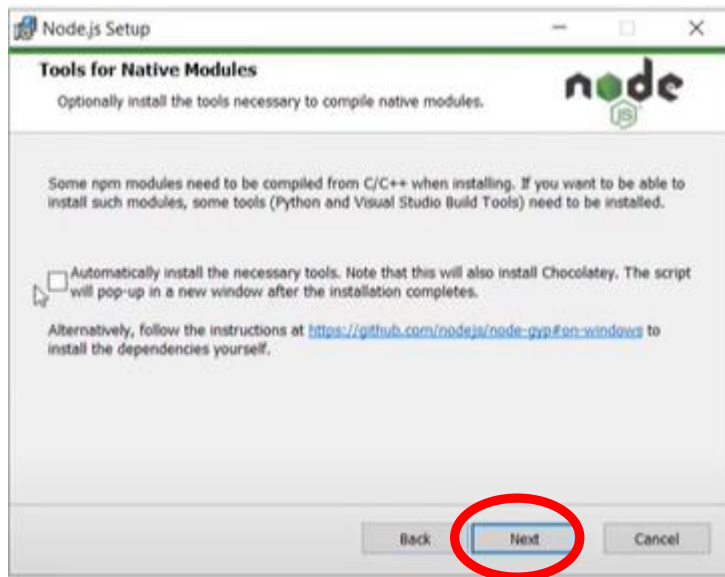 Node.js Setup
Tools for Native Modules
Optionally install the tools necessary to compile native modules.
node
JS
Some npm modules need to be compiled from C/C++ when installing. If you want to be able to
install such modules, some tools (Python and Visual Studio Build Tools) need to be installed.
Automatically install the necessary tools. Note that this will also install Chocolatey. The script
will pop-up in a new window after the installation completes.
Alternatively, follow the instructions at https://github.com/nodejs/node-gyp#on-windows to
install the dependencies yourself.
Back Next Cancel